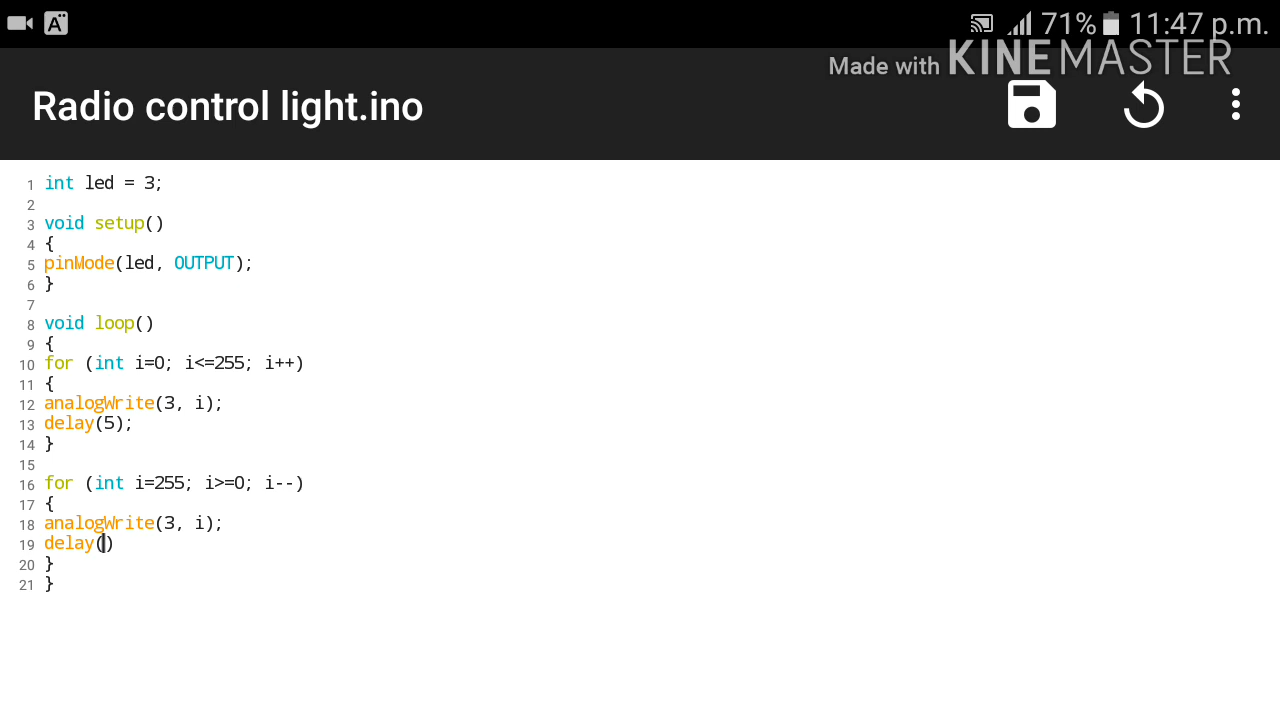 71% 11:47 p.m.
Made with KINEMASTER
Radio control light.ino
1 int led = 3;
2
3 void setup()
4 {
5 pinMode(led, OUTPUT);
6 }
7
8 void loop()
9 {
10 for (int i=0; i<=255; i++)
11 {
12 analogWrite(3, i);
13 delay(5);
14 }
15
16 for (int i=255; i>=0; i--)
17 {
18 analogWrite(3, i);
19 delay()
20 }
21 }